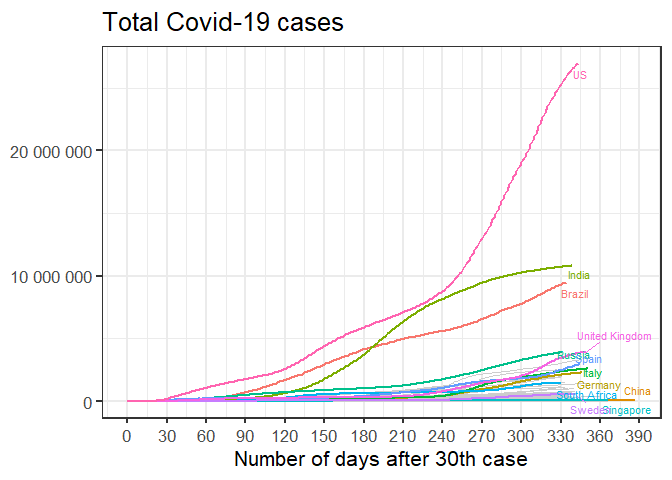 Total Covid-19 cases
US
20 000 000
10 000 000
India
Brazil
United Kingdom
Russia
Spain
Italy
Germany
China
South Africa
Sweden
Singapore
0
0 30 60 90 120 150 180 210 240 270 300 330 360 390
Number of days after 30th case